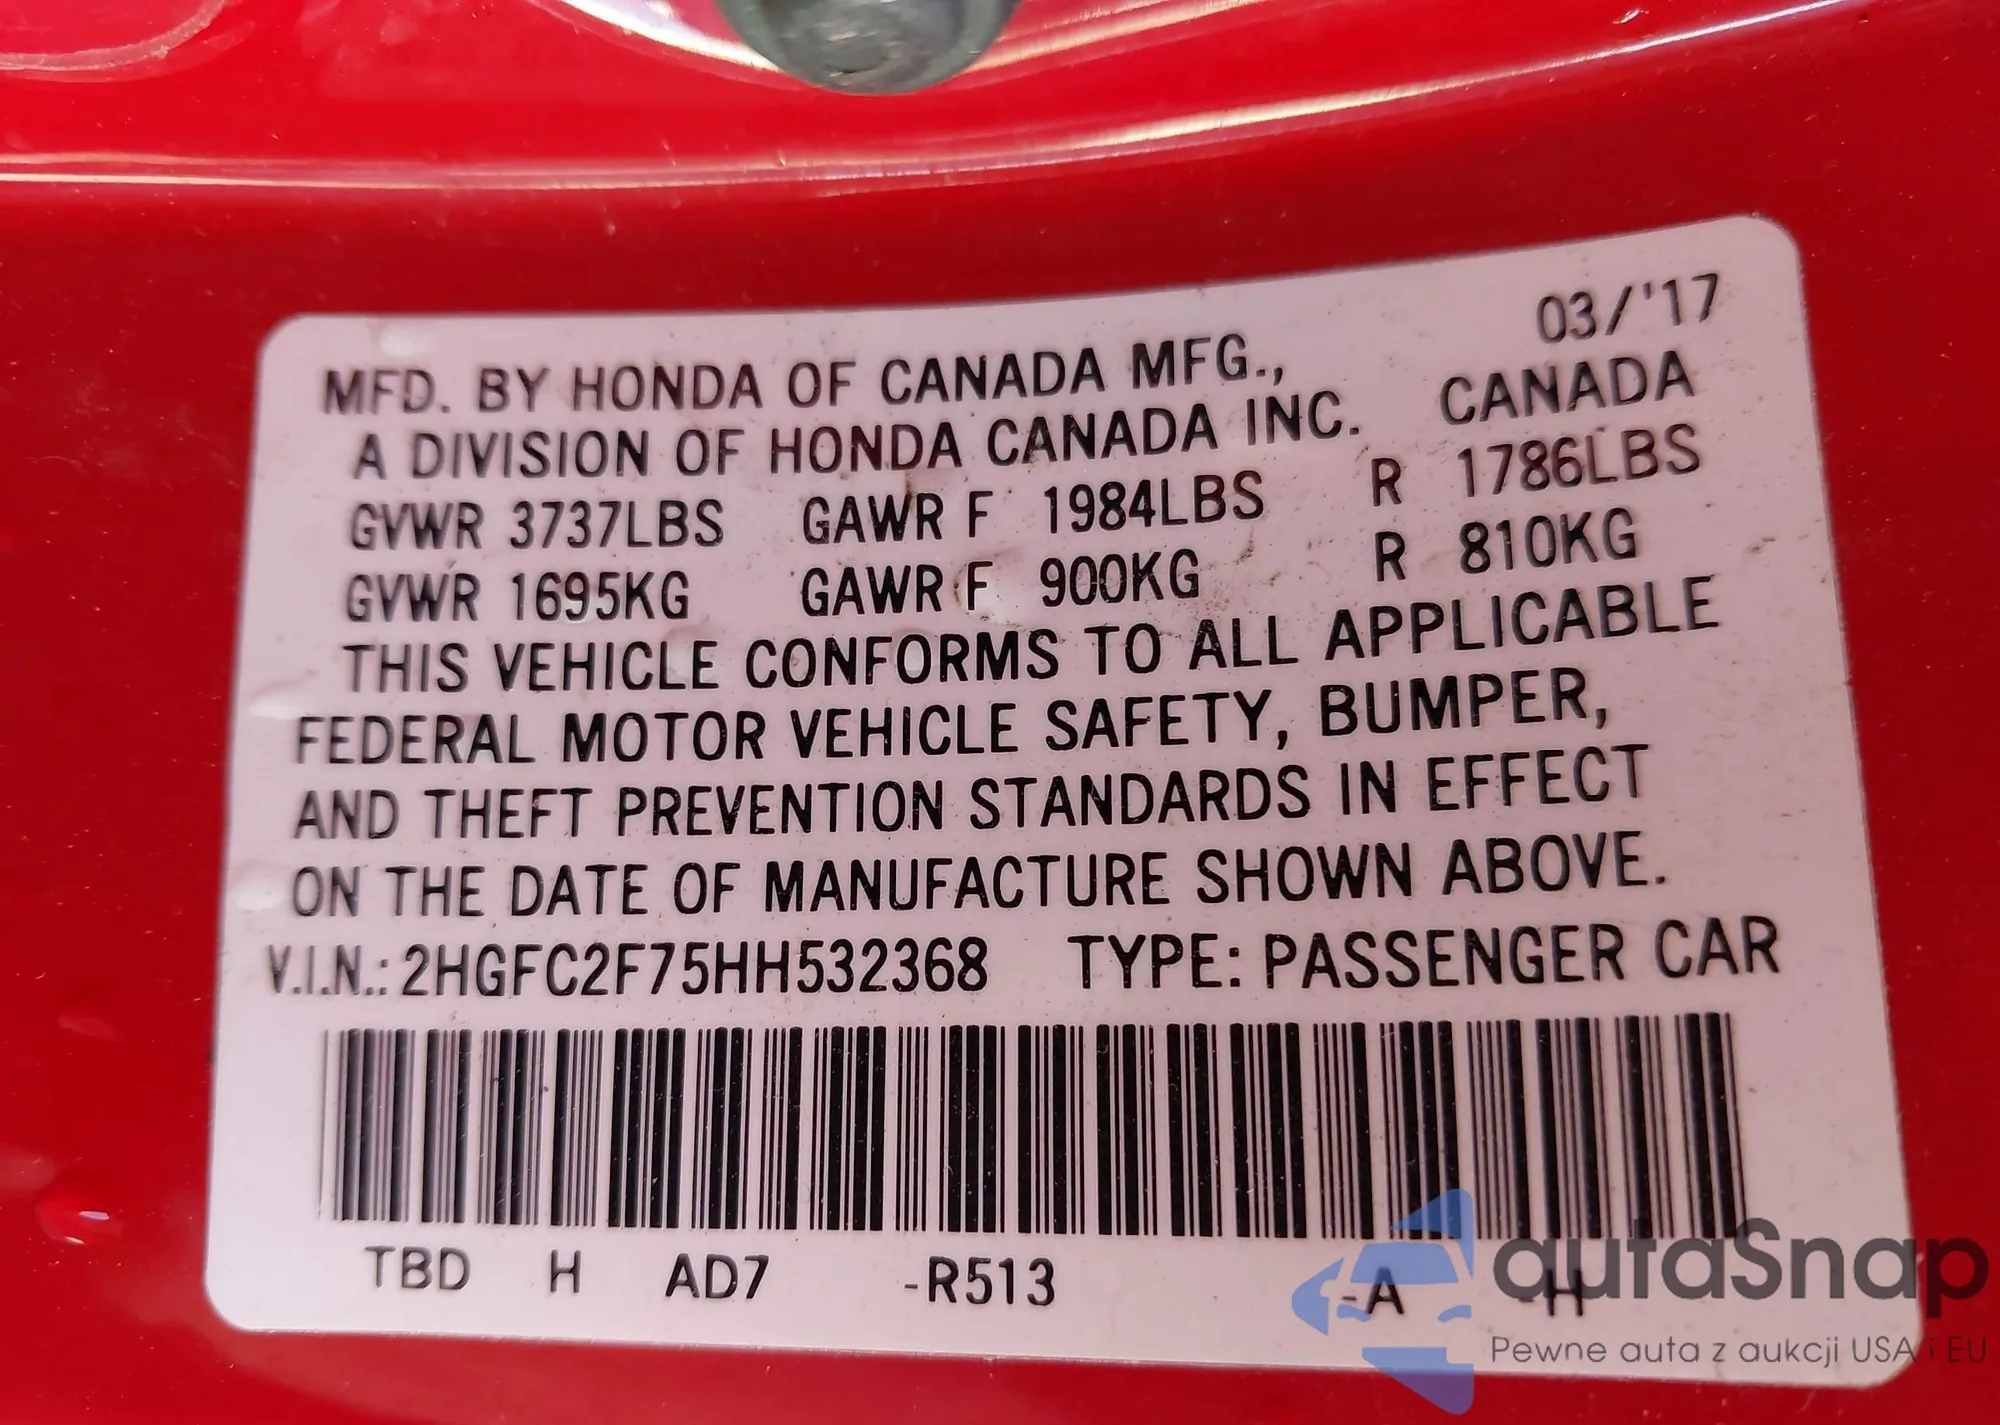 03/'17
MFD. BY HONDA OF CANADA MFG.,
A DIVISION OF HONDA CANADA INC. CANADA
GVWR 3737LBS GAWR F 1984LBS R 1786LBS
GVWR 1695KG GAWR F 900KG R 810KG
THIS VEHICLE CONFORMS TO ALL APPLICABLE
FEDERAL MOTOR VEHICLE SAFETY, BUMPER,
AND THEFT PREVENTION STANDARDS IN EFFECT
ON THE DATE OF MANUFACTURE SHOWN ABOVE.
V.I.N.: 2HGFC2F75HH532368 TYPE: PASSENGER CAR
TBD H AD7 -R513 -A -H
autaSnap
Pewne auta z aukcji USA i EU